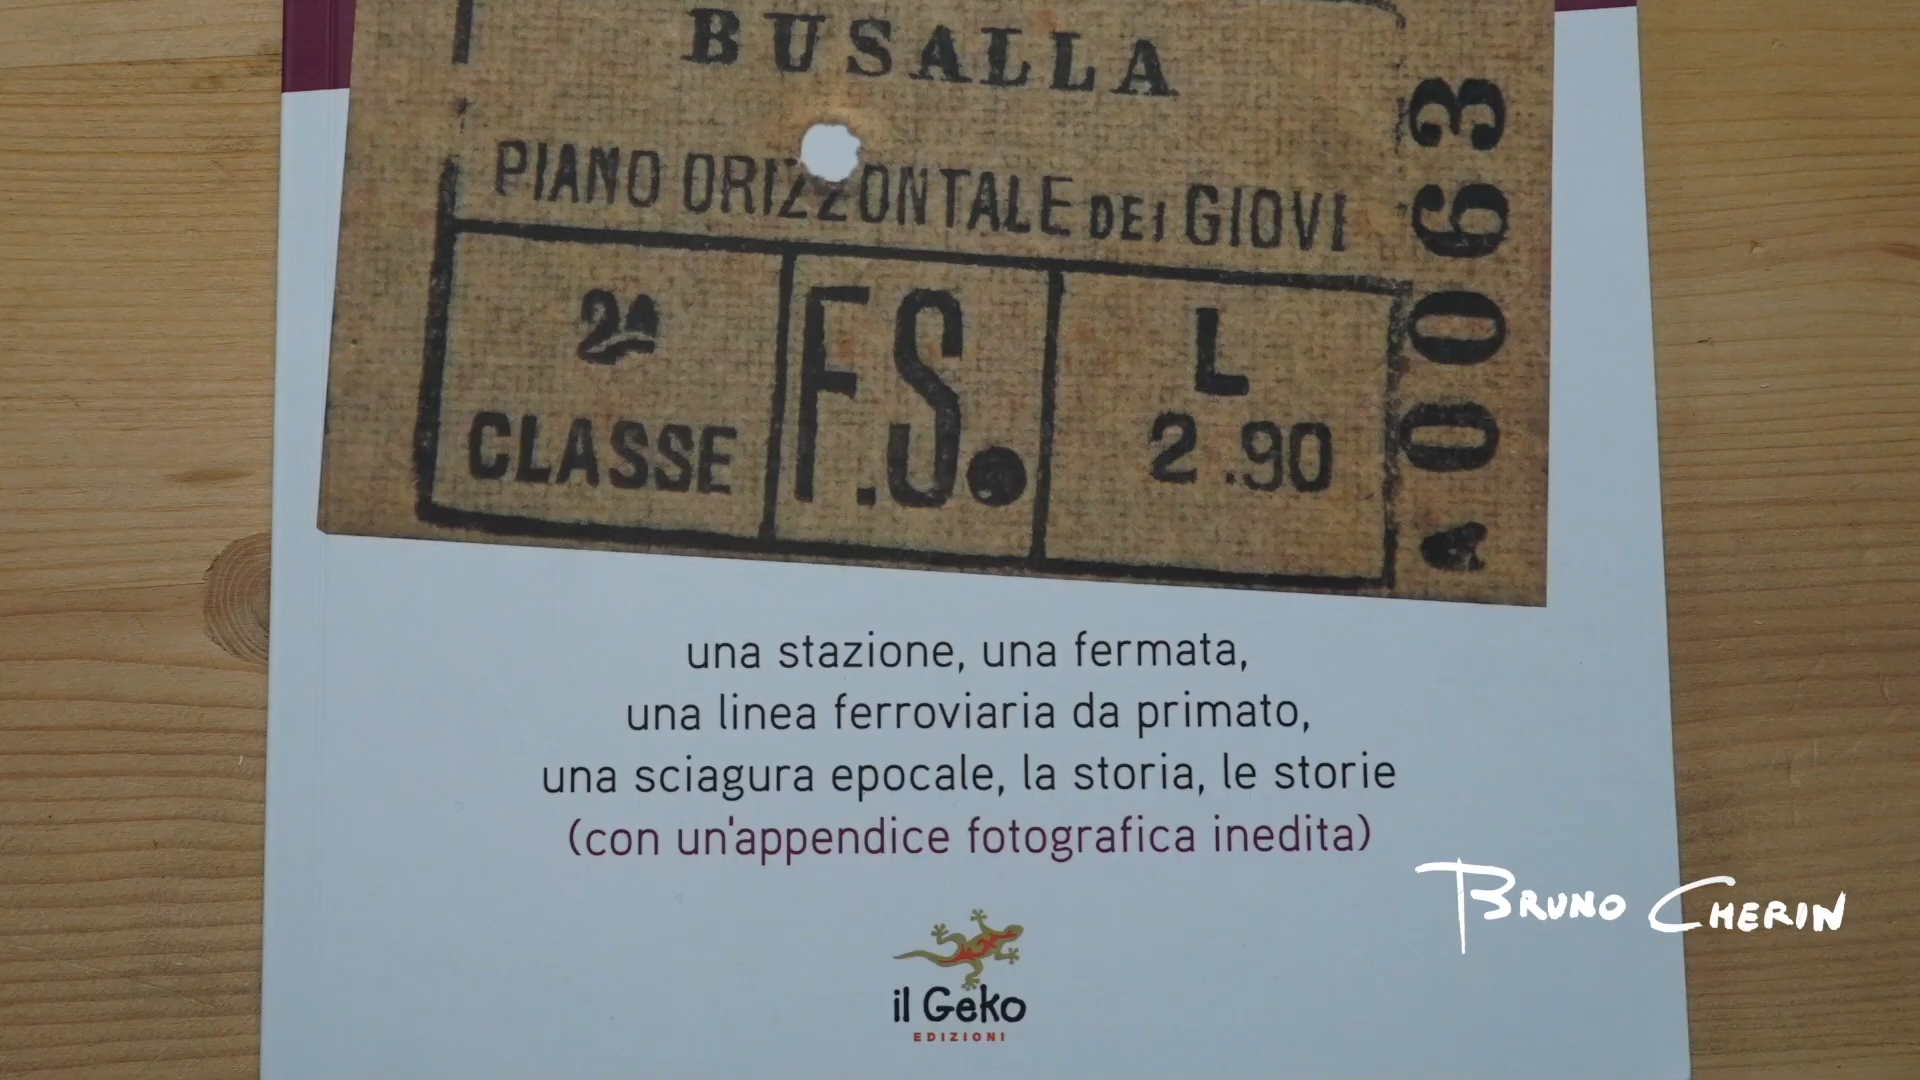 BUSALLA
PIANO ORIZZONTALE DEI GIOVI
2ª
CLASSE
F.S.
L
2.90
0063
una stazione, una fermata,
una linea ferroviaria da primato,
una sciagura epocale, la storia, le storie
(con un'appendice fotografica inedita)
BRUNO CHERIN
il Geko
EDIZIONI